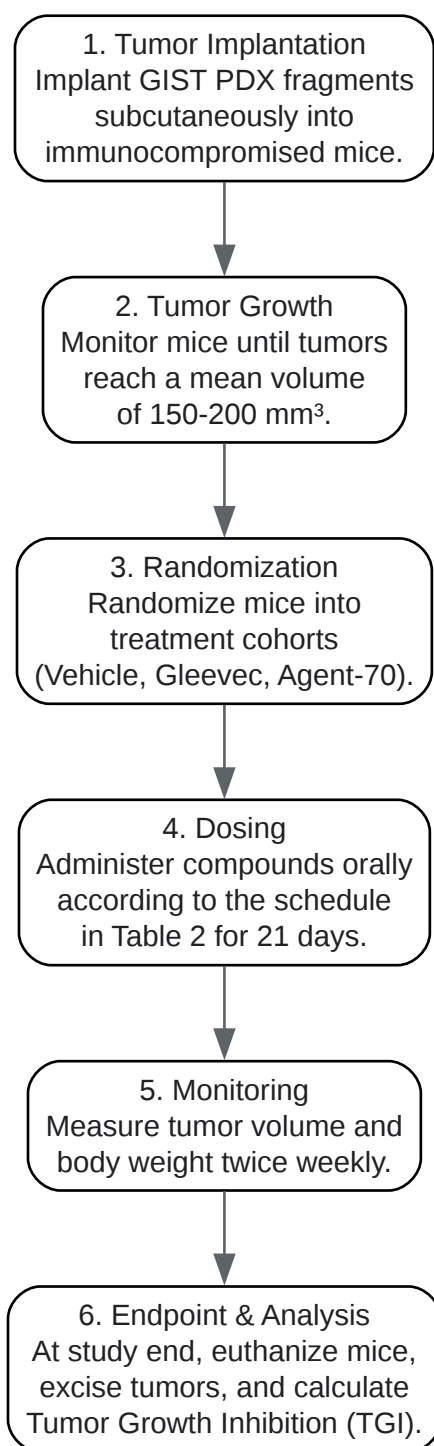 1. Tumor Implantation
Implant GIST PDX fragments
subcutaneously into
immunocompromised mice.
2. Tumor Growth
Monitor mice until tumors
reach a mean volume
of 150-200 mm³.
3. Randomization
Randomize mice into
treatment cohorts
(Vehicle, Gleevec, Agent-70).
4. Dosing
Administer compounds orally
according to the schedule
in Table 2 for 21 days.
5. Monitoring
Measure tumor volume and
body weight twice weekly.
6. Endpoint & Analysis
At study end, euthanize mice,
excise tumors, and calculate
Tumor Growth Inhibition (TGI).